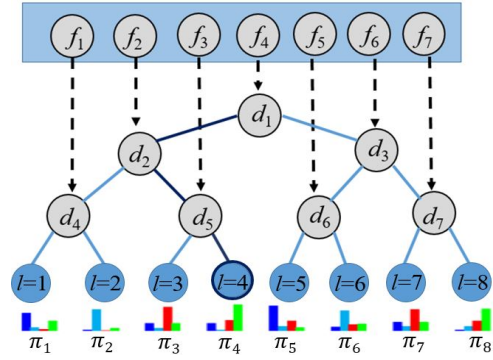 f1 f2 f3 f4 f5 f6 f7
d1
d2 d3
d4 d5 d6 d7
l=1 l=2 l=3 l=4 l=5 l=6 l=7 l=8
π1 π2 π3 π4 π5 π6 π7 π8